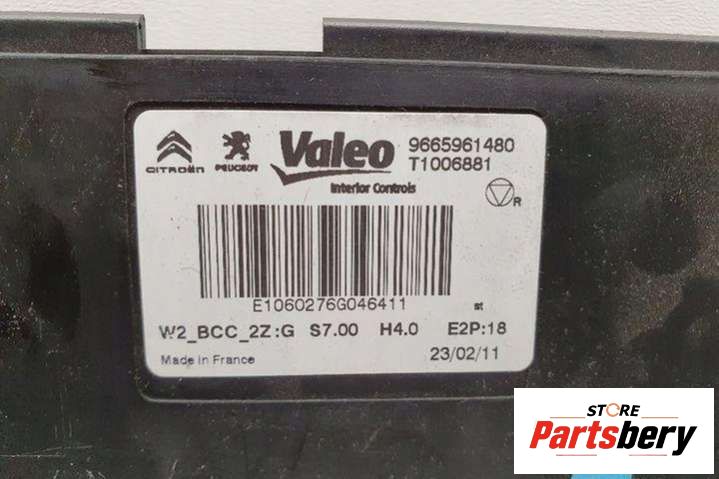 CITROËN PEUGEOT Valeo 9665961480
T1006881
Interior Controls
R
E1060276G046411 st
W2_BCC_2Z:G S7.00 H4.0 E2P:18
Made in France 23/02/11
STORE
Partsbery